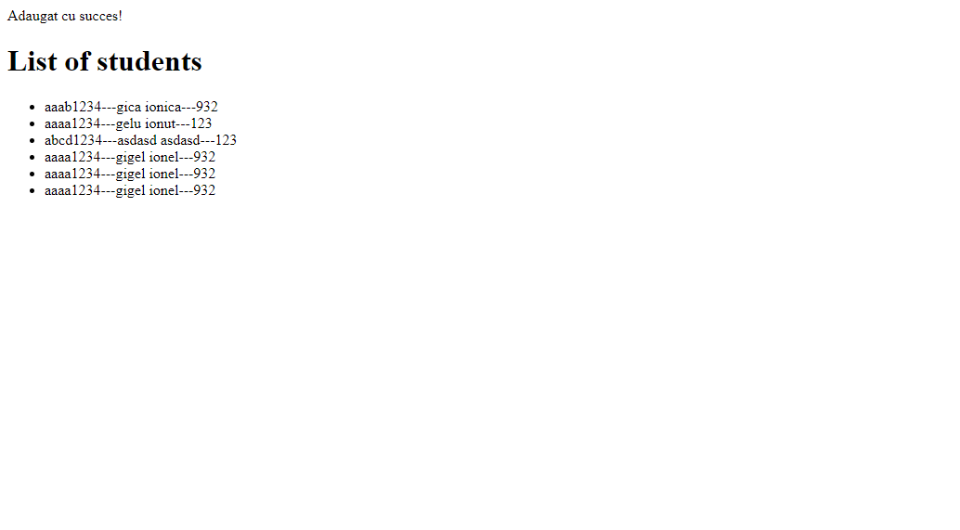 Adaugat cu succes!
List of students
aaab1234---gica ionica---932
aaaa1234---gelu ionut---123
abcd1234---asdasd asdasd---123
aaaa1234---gigel ionel---932
aaaa1234---gigel ionel---932
aaaa1234---gigel ionel---932